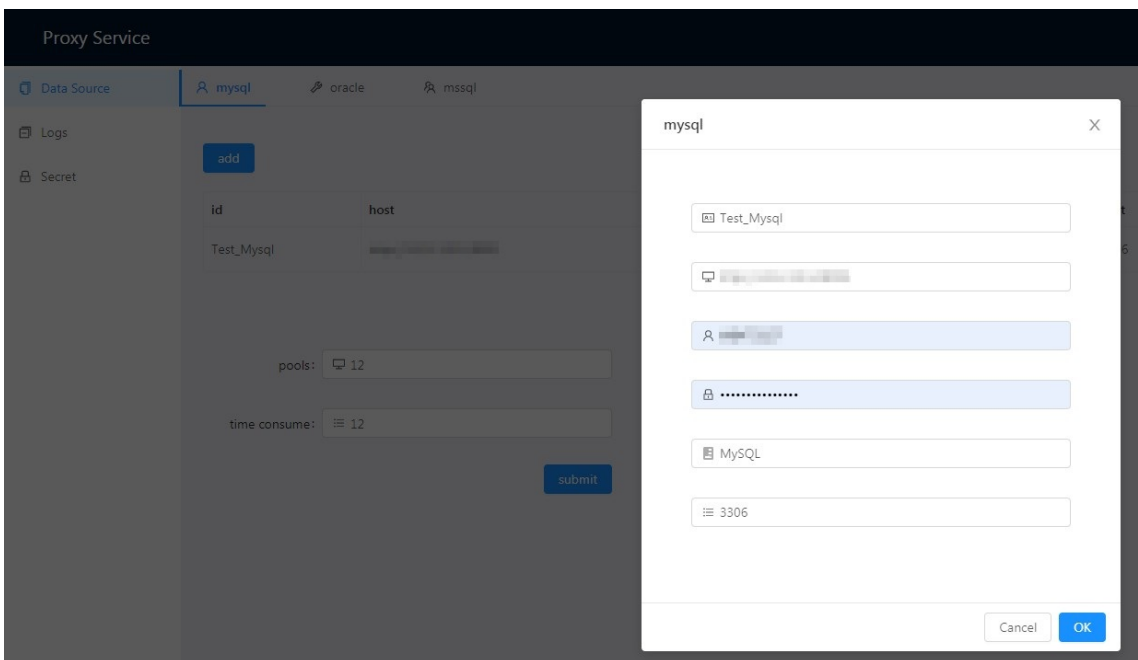 Proxy Service
Data Source
Logs
Secret
mysql
oracle
mssql
add
id
host
t
Test_Mysql
6
pools:
12
time consume:
12
submit
mysql
Test_Mysql
•••••••••••••••
MySQL
3306
Cancel
OK